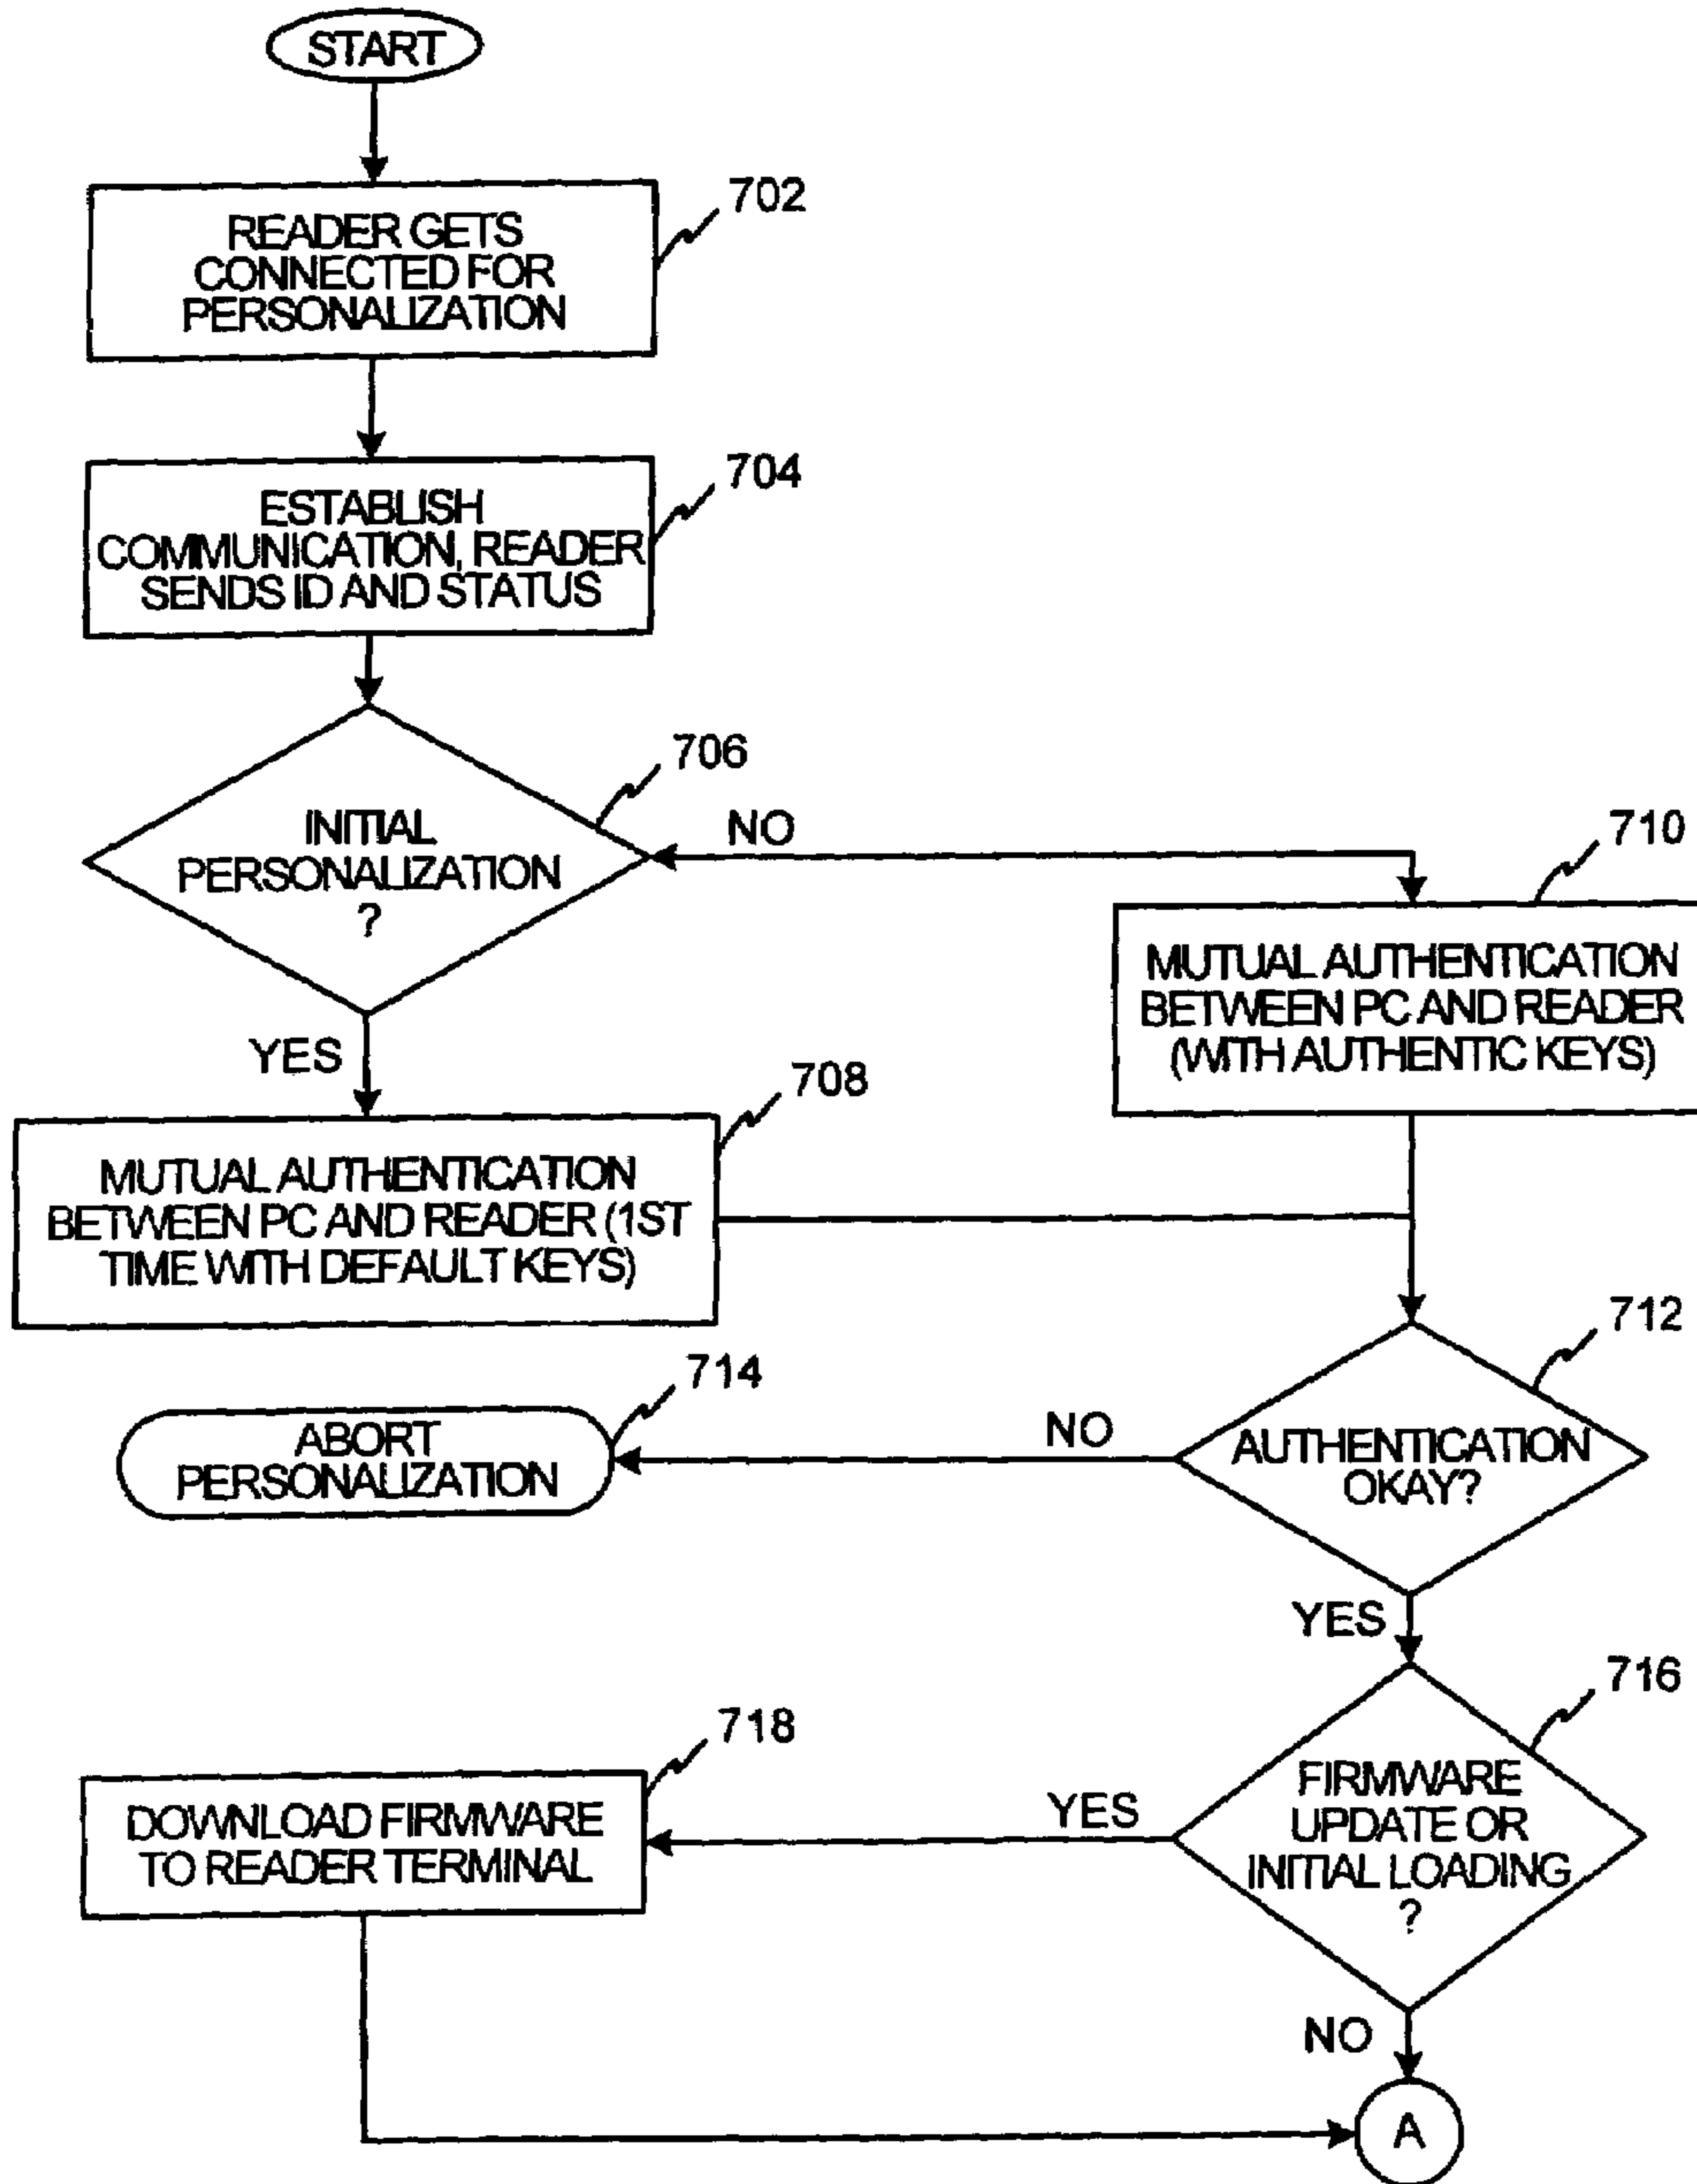 START
702
READER GETS
CONNECTED FOR
PERSONALIZATION
704
ESTABLISH
COMMUNICATION, READER
SENDS ID AND STATUS
706
INITIAL
PERSONALIZATION
?
NO
710
MUTUAL AUTHENTICATION
BETWEEN PC AND READER
(WITH AUTHENTIC KEYS)
YES
708
MUTUAL AUTHENTICATION
BETWEEN PC AND READER (1ST
TIME WITH DEFAULT KEYS)
712
AUTHENTICATION
OKAY?
NO
714
ABORT
PERSONALIZATION
YES
716
FIRMWARE
UPDATE OR
INITIAL LOADING
?
YES
718
DOWNLOAD FIRMWARE
TO READER TERMINAL
NO
A